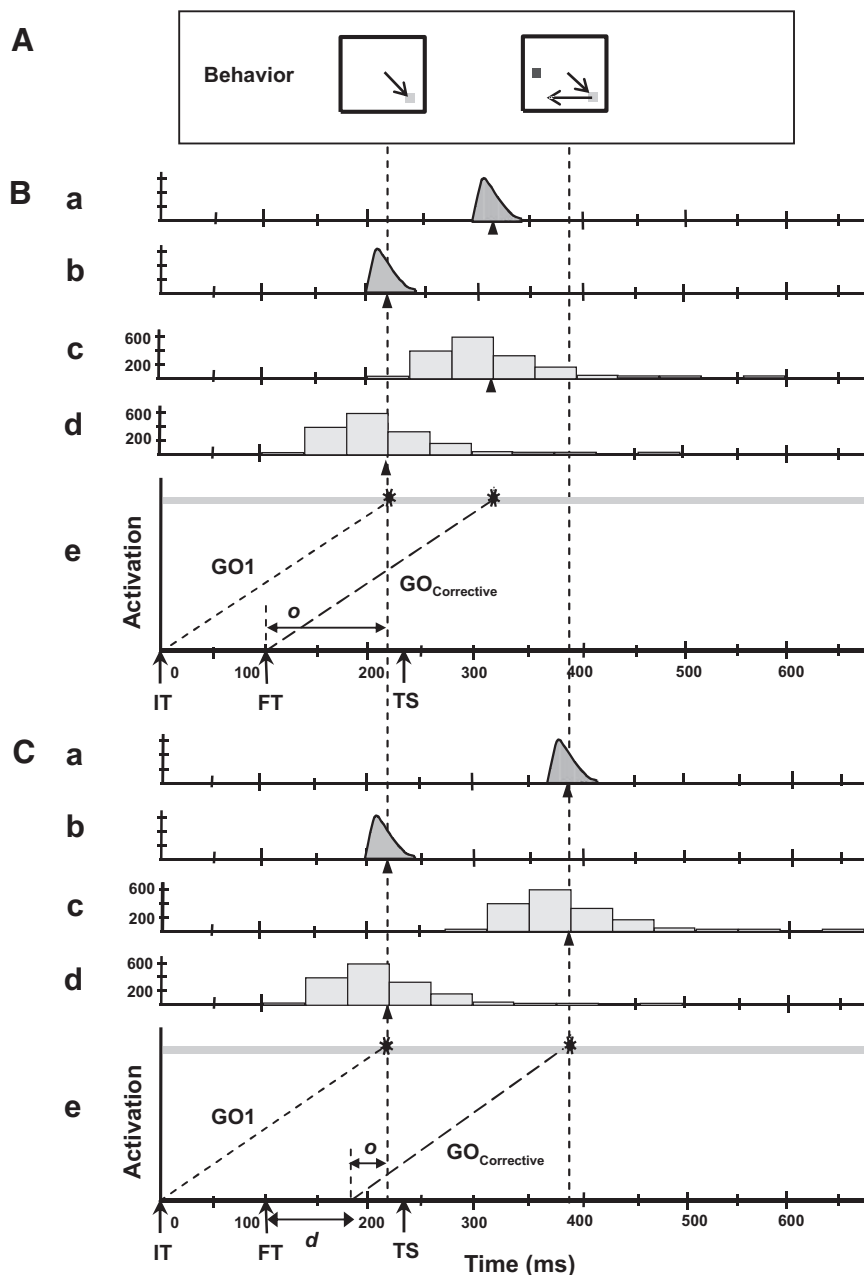 A
Behavior
B
a
b
c
600
200
d
600
200
e
Activation
GO1
GOCorrective
o
0 100 200 300 400 500 600
IT FT TS
C
a
b
c
600
200
d
600
200
e
Activation
GO1
GOCorrective
o
0 100 200 300 400 500 600
IT FT d TS
Time (ms)